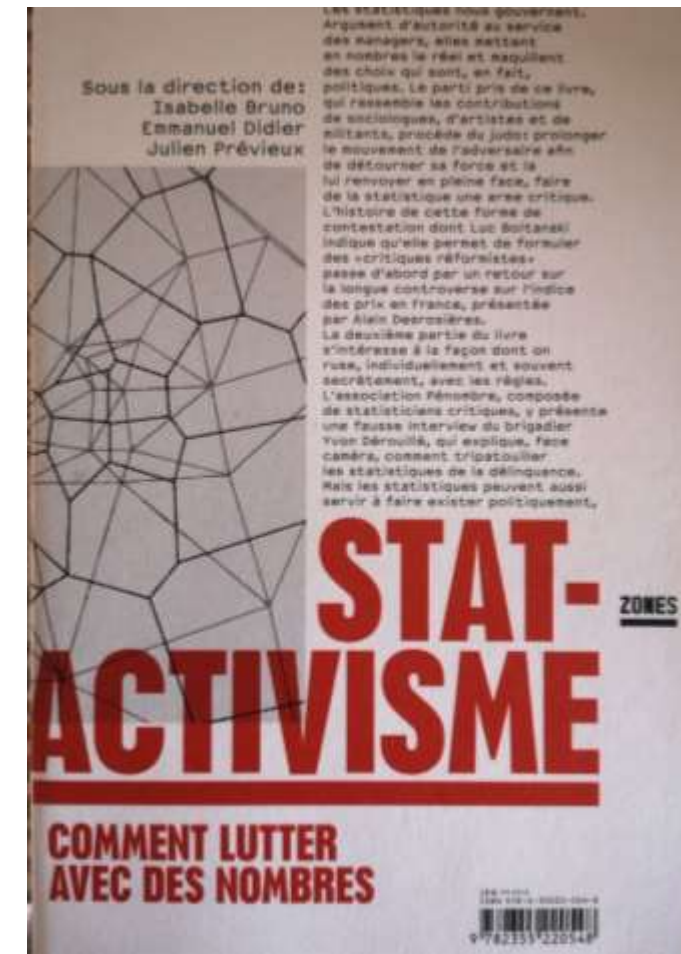 Les statistiques nous gouvernent.
Argument d'autorité au service
des managers, elles mettent
en nombres le réel et maquillent
des choix qui sont, en fait,
politiques. Le parti pris de ce livre,
qui rassemble les contributions
de sociologues, d'artistes et de
militants, procède du judo: prolonger
le mouvement de l'adversaire afin
de détourner sa force et la
lui renvoyer en pleine face, faire
de la statistique une arme critique.
L'histoire de cette forme de
contestation dont Luc Boltanski
indique qu'elle permet de formuler
des «critiques réformistes»
passe d'abord par un retour sur
la longue controverse sur l'indice
des prix en France, présentée
par Alain Desrosières.
La deuxième partie du livre
s'intéresse à la façon dont on
ruse, individuellement et souvent
secrètement, avec les règles.
L'association Pénombre, composée
de statisticiens critiques, y présente
une fausse interview du brigadier
Yvon Dérouillé, qui explique, face
caméra, comment tripatouiller
les statistiques de la délinquance.
Mais les statistiques peuvent aussi
servir à faire exister politiquement,
Sous la direction de:
Isabelle Bruno
Emmanuel Didier
Julien Prévieux
STAT-
ACTIVISME
ZONES
COMMENT LUTTER
AVEC DES NOMBRES
9 782355 220548